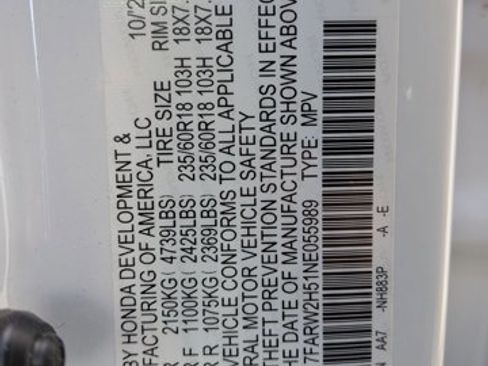 BY HONDA DEVELOPMENT & 10/2
OF AMERICA, LLC
2150KG( 4739LBS) TIRE SIZE RIM SI
F 1100KG( 2425LBS) 235/60R18 103H 18X7.
R 1075KG( 2369LBS) 235/60R18 103H 18X7.
VEHICLE CONFORMS TO ALL APPLICABLE
MOTOR VEHICLE SAFETY
THEFT PREVENTION STANDARDS IN EFFEC
THE DATE OF MANUFACTURE SHOWN ABOV
7FARW2H51NE055989 TYPE: MPV
AA7 -NH883P -A -E